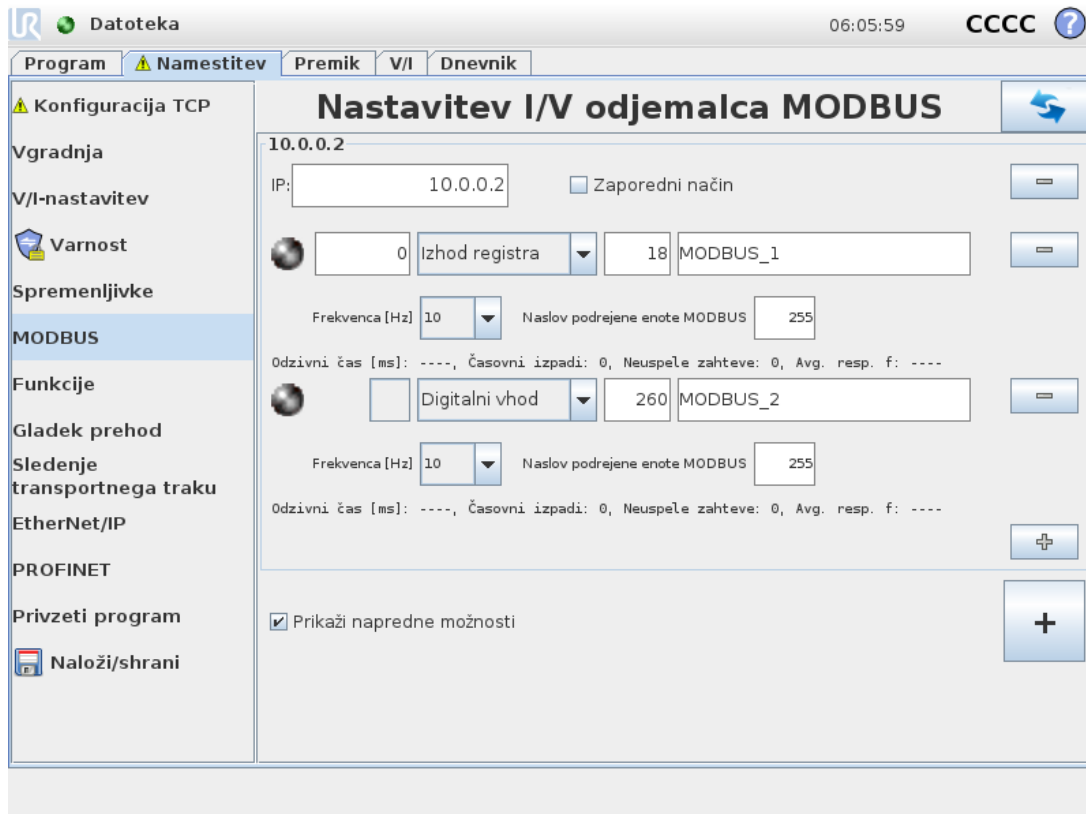 UR Datoteka 06:05:59 CCCC ?
Program Namestitev Premik V/I Dnevnik
Konfiguracija TCP
Vgradnja
V/I-nastavitev
Varnost
Spremenljivke
MODBUS
Funkcije
Gladek prehod
Sledenje
transportnega traku
EtherNet/IP
PROFINET
Privzeti program
Naloži/shrani
Nastavitev I/V odjemalca MODBUS
10.0.0.2
IP: 10.0.0.2 Zaporedni način
0 Izhod registra 18 MODBUS_1
Frekvenca [Hz] 10 Naslov podrejene enote MODBUS 255
Odzivni čas [ms]: ----, Časovni izpadi: 0, Neuspele zahteve: 0, Avg. resp. f: ----
Digitalni vhod 260 MODBUS_2
Frekvenca [Hz] 10 Naslov podrejene enote MODBUS 255
Odzivni čas [ms]: ----, Časovni izpadi: 0, Neuspele zahteve: 0, Avg. resp. f: ----
Prikaži napredne možnosti